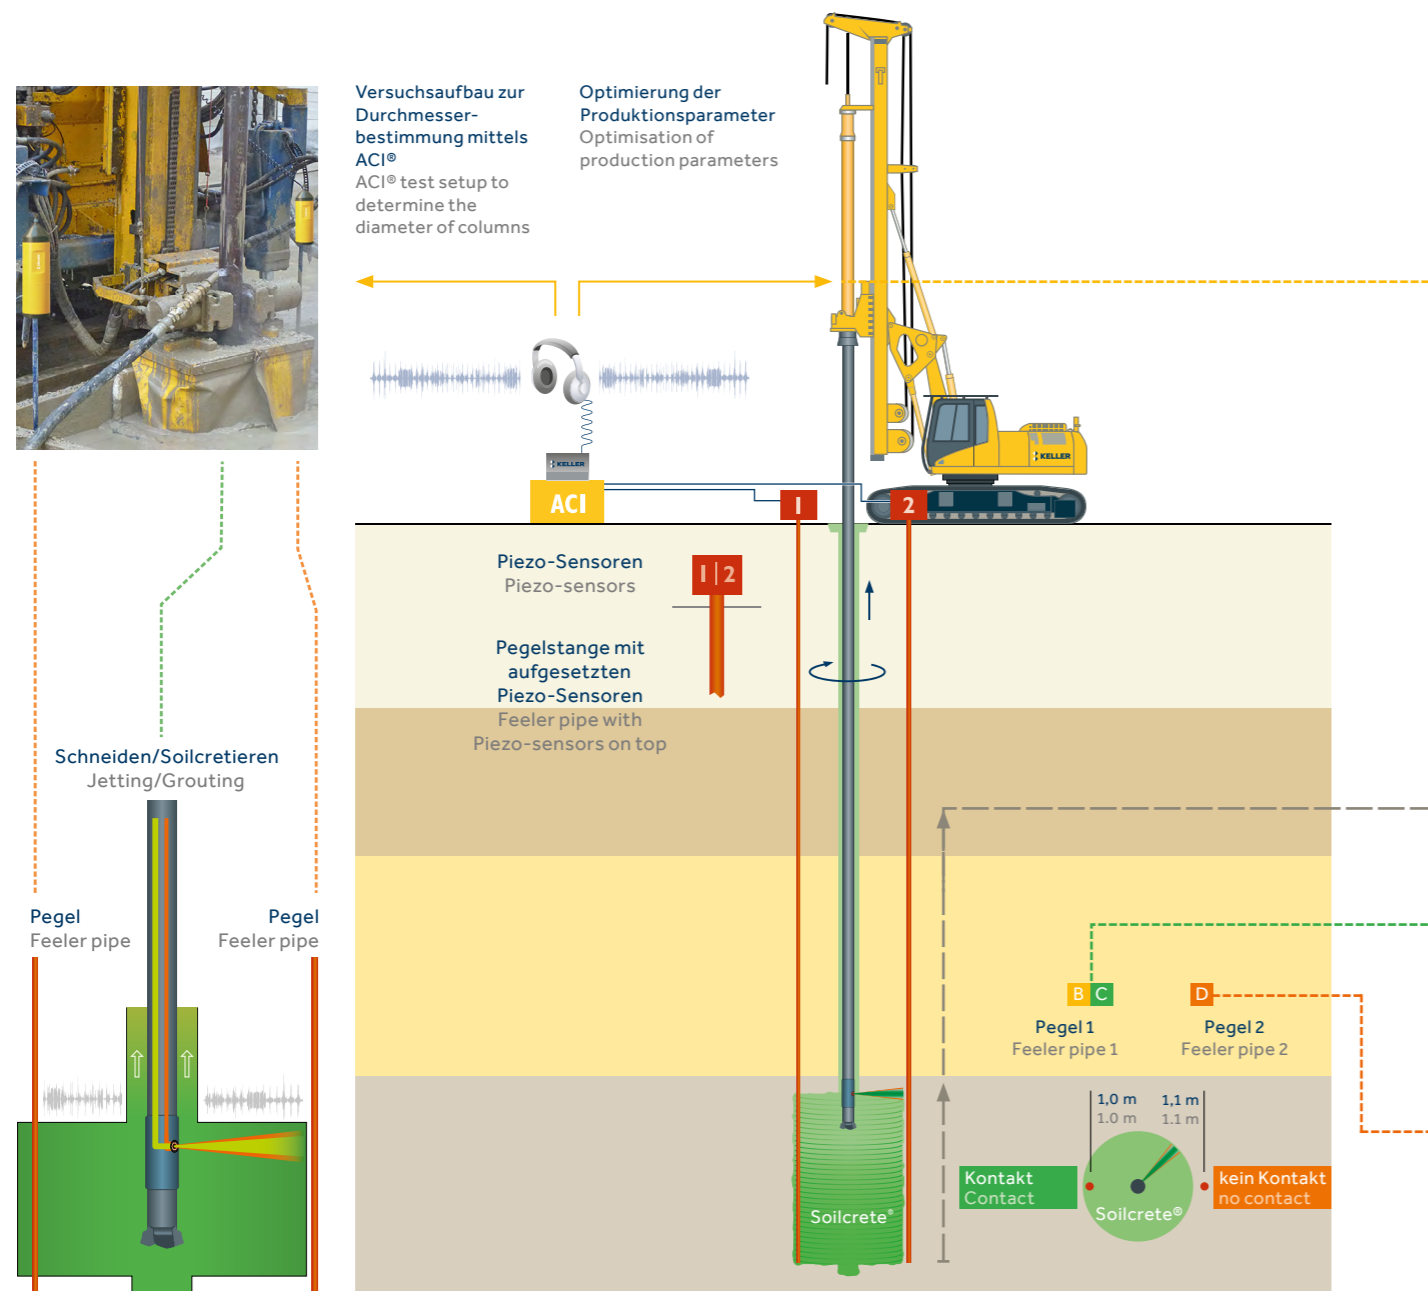 Versuchsaufbau zur
Durchmesser-
bestimmung mittels
ACI®
ACI® test setup to
determine the
diameter of columns
Optimierung der
Produktionsparameter
Optimisation of
production parameters
KELLER
KELLER
ACI
1
2
Piezo-Sensoren
Piezo-sensors
1|2
Pegelstange mit
aufgesetzten
Piezo-Sensoren
Feeler pipe with
Piezo-sensors on top
Schneiden/Soilcretieren
Jetting/Grouting
Pegel
Feeler pipe
Pegel
Feeler pipe
B C
D
Pegel 1
Feeler pipe 1
Pegel 2
Feeler pipe 2
1,0 m
1.0 m
1,1 m
1.1 m
Kontakt
Contact
kein Kontakt
no contact
Soilcrete®
Soilcrete®